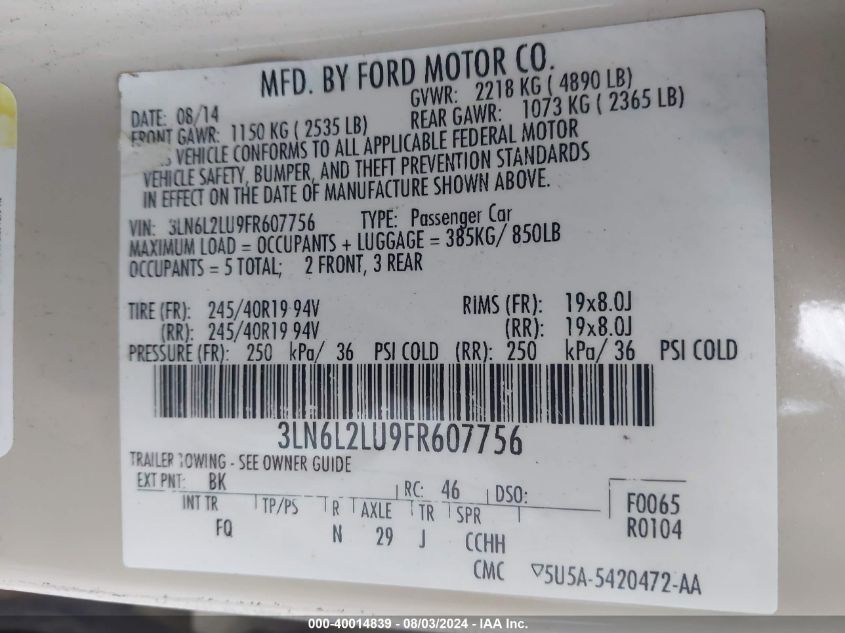 MFD. BY FORD MOTOR CO.
DATE: 08/14 GVWR: 2218 KG ( 4890 LB)
FRONT GAWR: 1150 KG ( 2535 LB) REAR GAWR: 1073 KG ( 2365 LB)
VEHICLE CONFORMS TO ALL APPLICABLE FEDERAL MOTOR
VEHICLE SAFETY, BUMPER, AND THEFT PREVENTION STANDARDS
IN EFFECT ON THE DATE OF MANUFACTURE SHOWN ABOVE.
VIN: 3LN6L2LU9FR607756 TYPE: Passenger Car
MAXIMUM LOAD = OCCUPANTS + LUGGAGE = 385KG/ 850LB
OCCUPANTS = 5 TOTAL; 2 FRONT, 3 REAR
TIRE (FR): 245/40R19 94V RIMS (FR): 19x8.0J
(RR): 245/40R19 94V (RR): 19x8.0J
PRESSURE (FR): 250 kPa/ 36 PSI COLD (RR): 250 kPa/ 36 PSI COLD
3LN6L2LU9FR607756
TRAILER TOWING - SEE OWNER GUIDE
EXT PNT: BK RC: 46 DSO: F0065
INT TR TP/PS R AXLE TR SPR R0104
FQ N 29 J CCHH
CMC ▽5U5A-5420472-AA
000-40014839 - 08/03/2024 - IAA Inc.